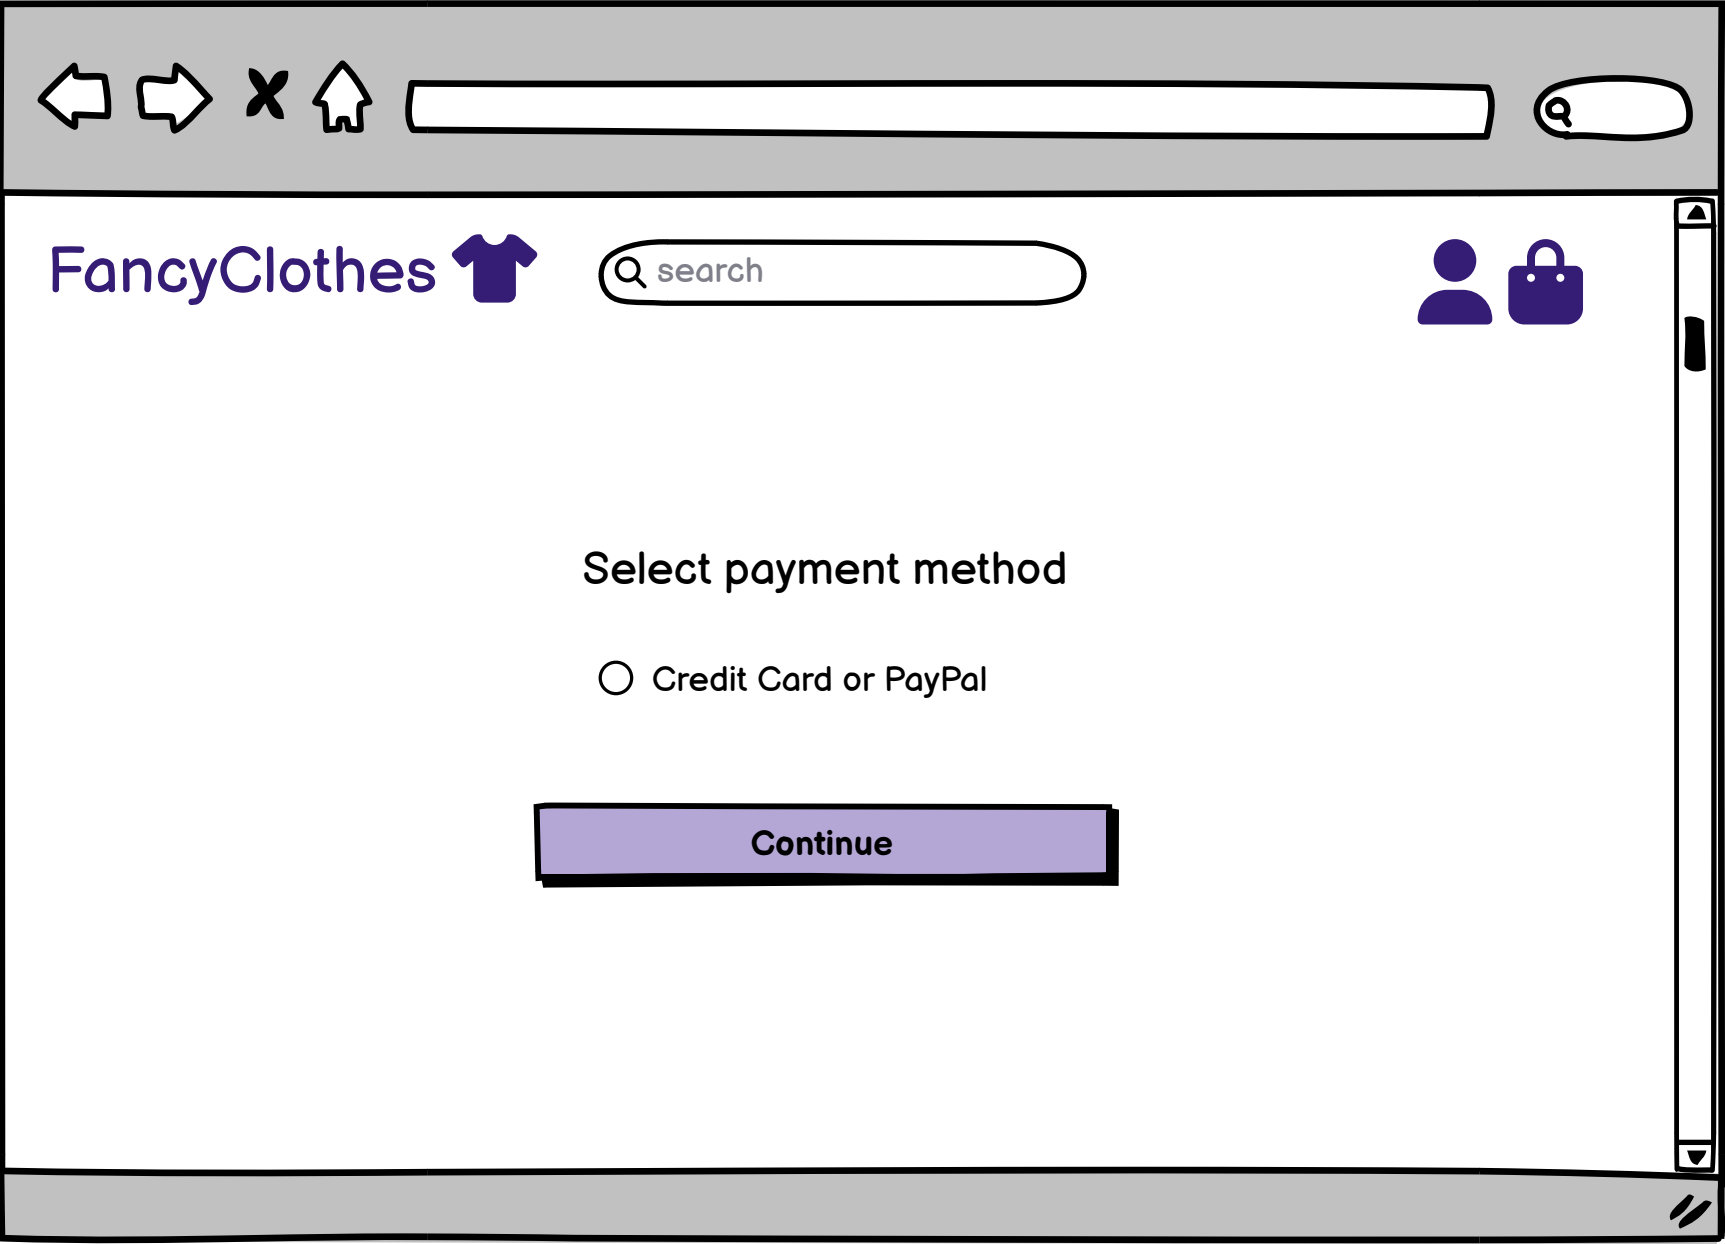 FancyClothes
search
Select payment method
Credit Card or PayPal
Continue